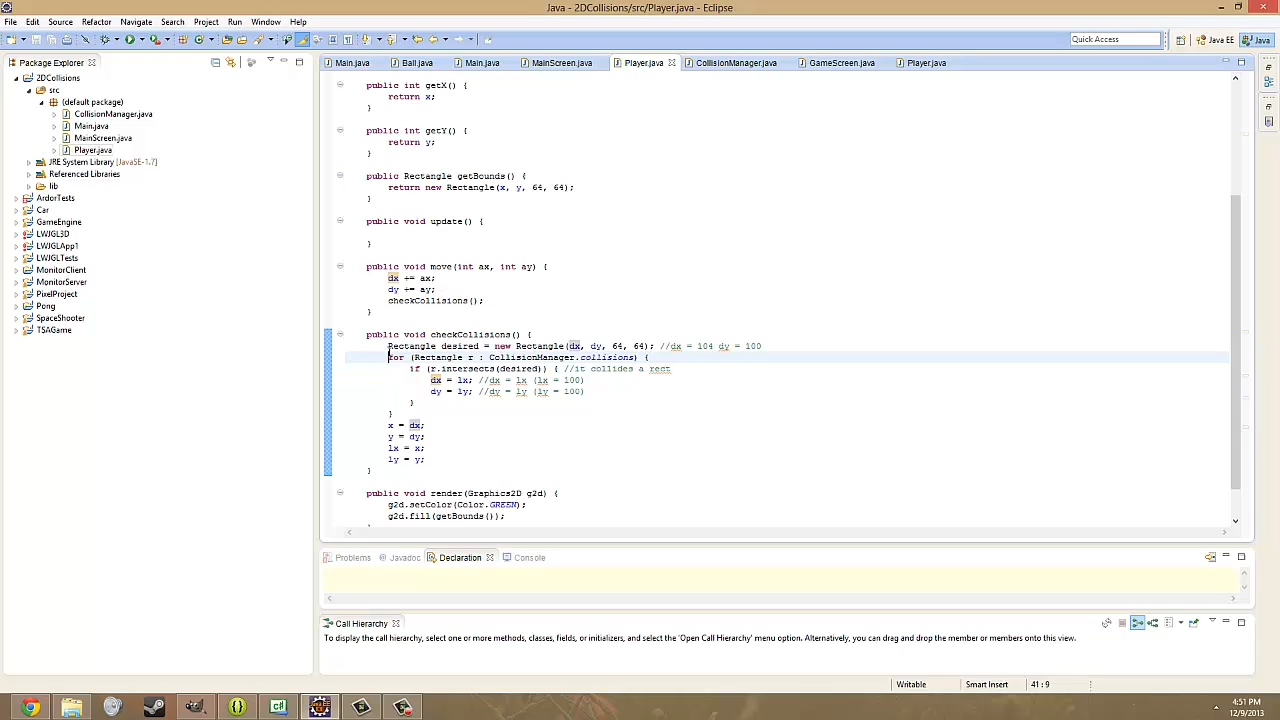 Java - 2DCollisions/src/Player.java - Eclipse
File Edit Source Refactor Navigate Search Project Run Window Help
Quick Access
Java EE
Java
Package Explorer
2DCollisions
src
(default package)
CollisionManager.java
Main.java
MainScreen.java
Player.java
JRE System Library [JavaSE-1.7]
Referenced Libraries
lib
ArdorTests
Car
GameEngine
LWJGL3D
LWJGLApp1
LWJGLTests
MonitorClient
MonitorServer
PixelProject
Pong
SpaceShooter
TSAGame
Main.java Ball.java Main.java MainScreen.java Player.java CollisionManager.java GameScreen.java Player.java
public int getX() {
return x;
}
public int getY() {
return y;
}
public Rectangle getBounds() {
return new Rectangle(x, y, 64, 64);
}
public void update() {
}
public void move(int ax, int ay) {
dx += ax;
dy += ay;
checkCollisions();
}
public void checkCollisions() {
Rectangle desired = new Rectangle(dx, dy, 64, 64); //dx = 104 dy = 100
for (Rectangle r : CollisionManager.collisions) {
if (r.intersects(desired)) { //it collides a rect
dx = lx; //dx = lx (lx = 100)
dy = ly; //dy = ly (ly = 100)
}
}
x = dx;
y = dy;
lx = x;
ly = y;
}
public void render(Graphics2D g2d) {
g2d.setColor(Color.GREEN);
g2d.fill(getBounds());
Problems Javadoc Declaration Console
Call Hierarchy
To display the call hierarchy, select one or more methods, classes, fields, or initializers, and select the 'Open Call Hierarchy' menu option. Alternatively, you can drag and drop the member or members onto this view.
Writable Smart Insert 41 : 9
4:51 PM
12/9/2013